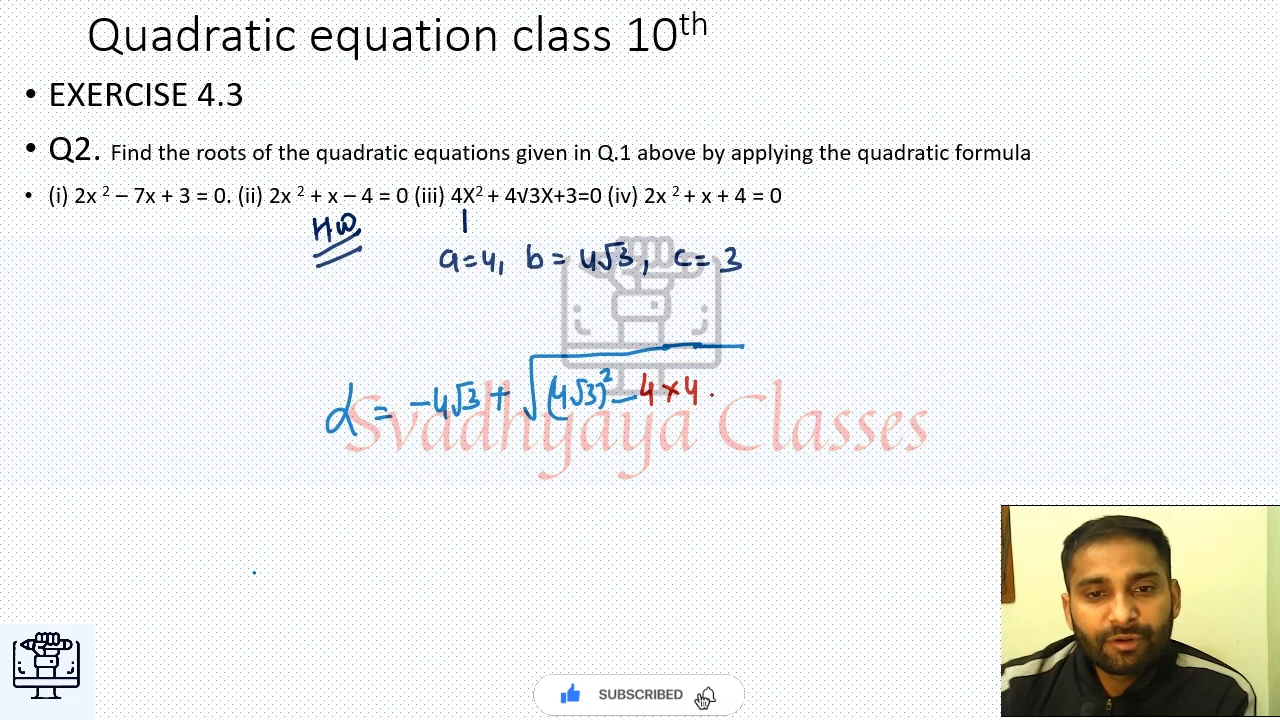 Quadratic equation class 10th
• EXERCISE 4.3
• Q2. Find the roots of the quadratic equations given in Q.1 above by applying the quadratic formula
• (i) 2x ² – 7x + 3 = 0. (ii) 2x ² + x – 4 = 0 (iii) 4X² + 4√3X+3=0 (iv) 2x ² + x + 4 = 0
HW
a=4, b = 4√3, c= 3
α = -4√3 + √(4√3)² - 4 × 4
Svadhyaya Classes
SUBSCRIBED